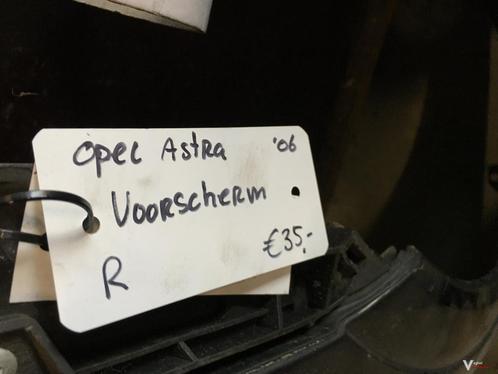 Opel Astra '06
Voorscherm
€35,-
R